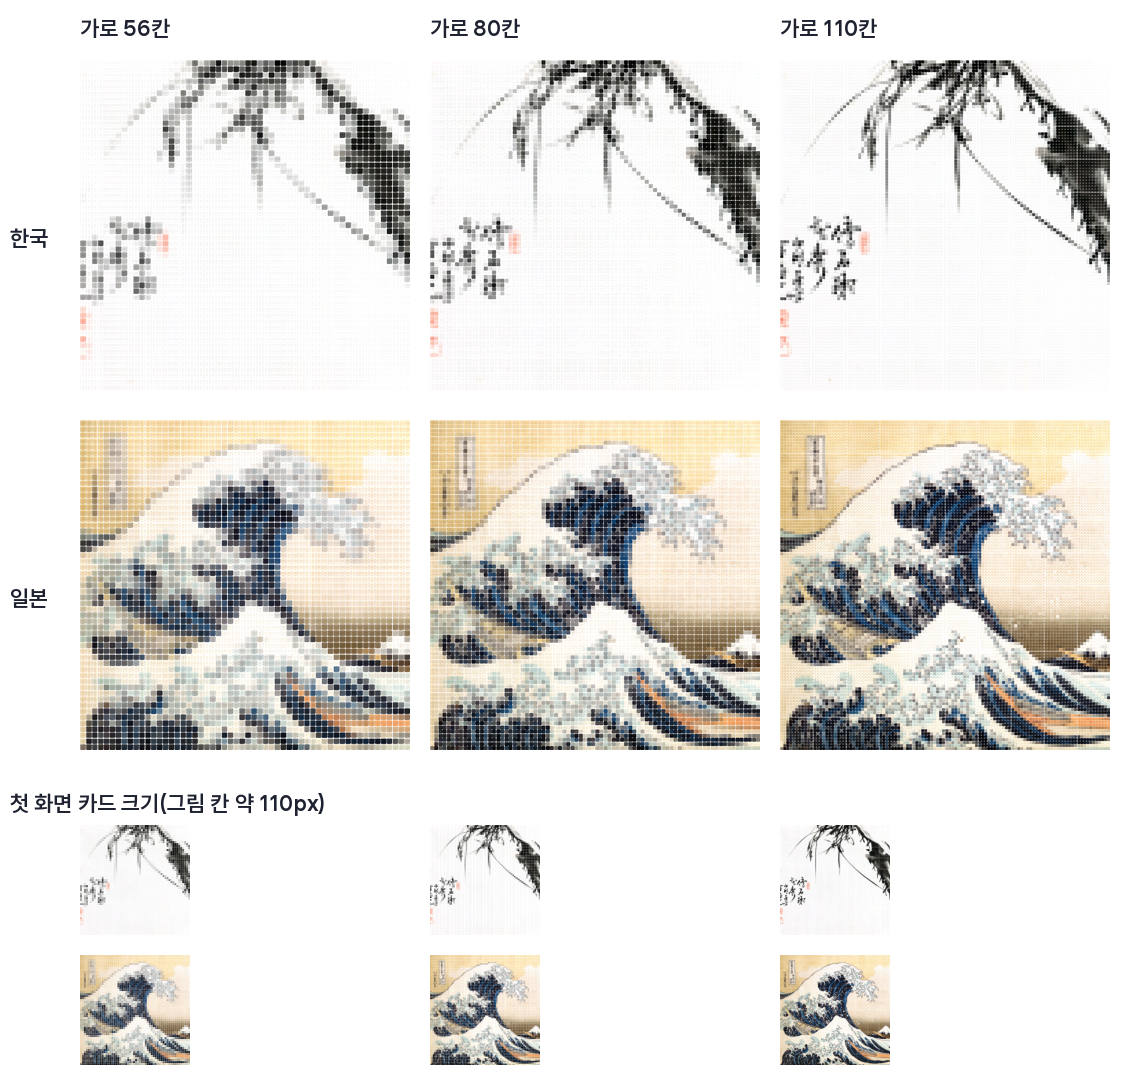 가로 56칸
가로 80칸
가로 110칸
한국
일본
첫 화면 카드 크기(그림 칸 약 110px)